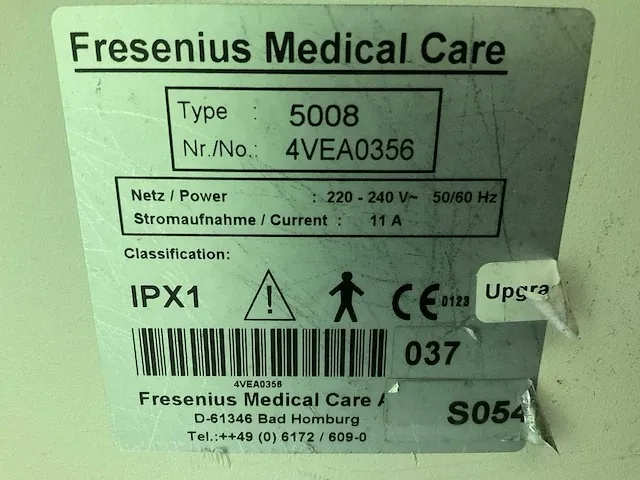 Fresenius Medical Care
Type : 5008
Nr./No.: 4VEA0356
Netz / Power : 220 - 240 V~ 50/60 Hz
Stromaufnahme / Current : 11 A
Classification:
IPX1 CE 0123
037
4VEA0356
Fresenius Medical Care
D-61346 Bad Homburg
S054
Tel.:++49 (0) 6172 / 609-0